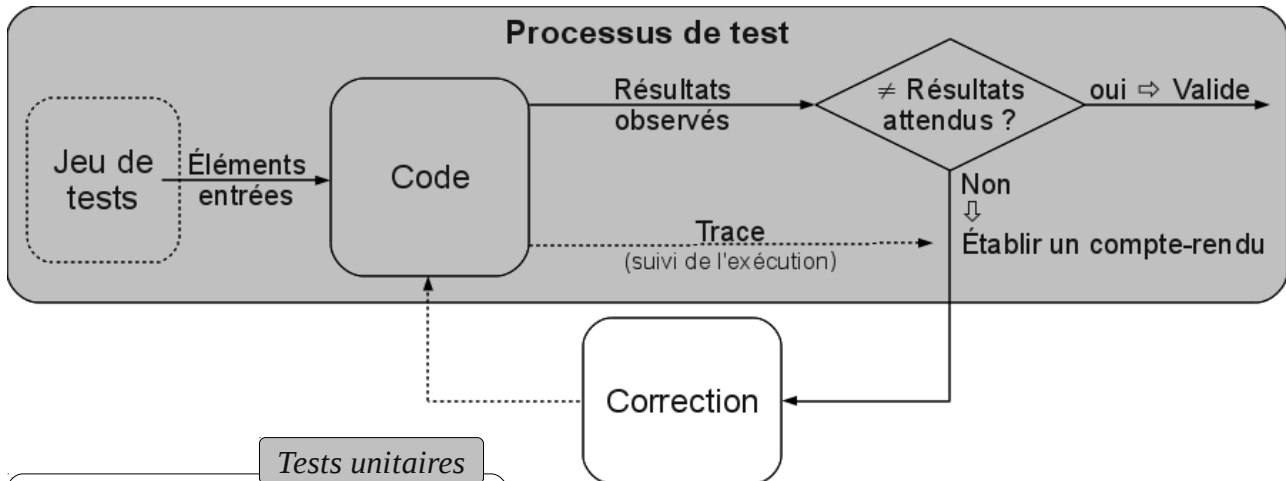 Processus de test
Jeu de
tests
Éléments
entrées
Code
Résultats
observés
≠ Résultats
attendus ?
oui ⇨ Valide
Non
⇩
Établir un compte-rendu
Trace
(suivi de l'exécution)
Correction
Tests unitaires